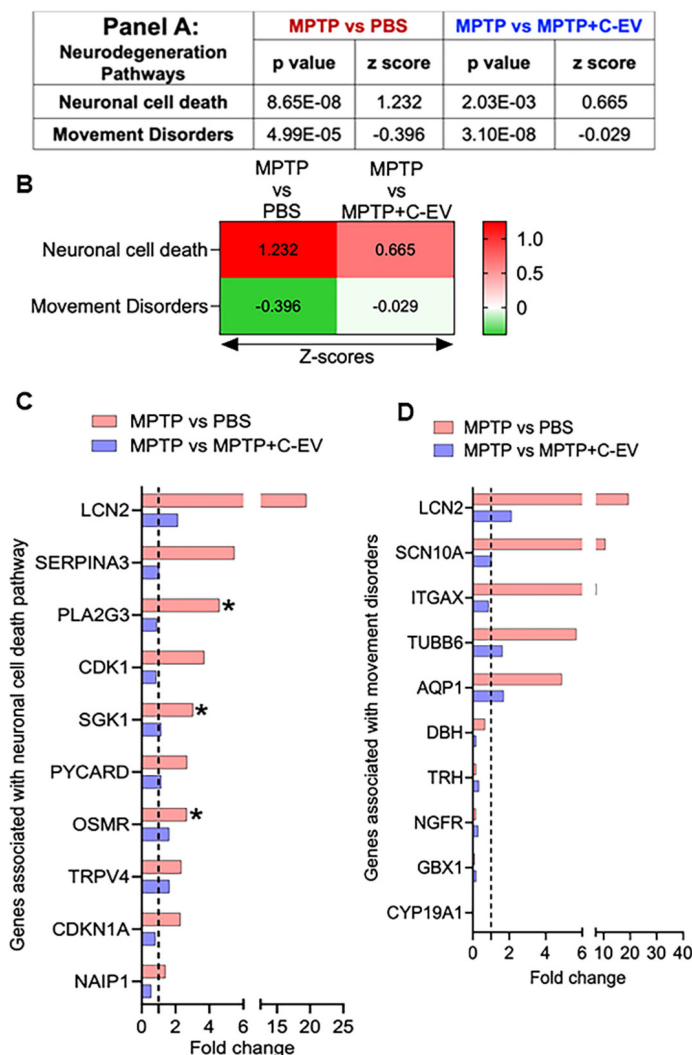 Panel A:
Neurodegeneration
Pathways
MPTP vs PBS
MPTP vs MPTP+C-EV
p value
z score
p value
z score
Neuronal cell death
8.65E-08
1.232
2.03E-03
0.665
Movement Disorders
4.99E-05
-0.396
3.10E-08
-0.029
B
MPTP
vs
PBS
MPTP
vs
MPTP+C-EV
Neuronal cell death
1.232
0.665
Movement Disorders
-0.396
-0.029
Z-scores
1.0
0.5
0
C
MPTP vs PBS
MPTP vs MPTP+C-EV
Genes associated with neuronal cell death pathway
LCN2
SERPINA3
PLA2G3
*
CDK1
SGK1
*
PYCARD
OSMR
*
TRPV4
CDKN1A
NAIP1
0 2 4 6 15 20 25
Fold change
D
MPTP vs PBS
MPTP vs MPTP+C-EV
Genes associated with movement disorders
LCN2
SCN10A
ITGAX
TUBB6
AQP1
DBH
TRH
NGFR
GBX1
CYP19A1
0 2 4 6 10 20 30 40
Fold change